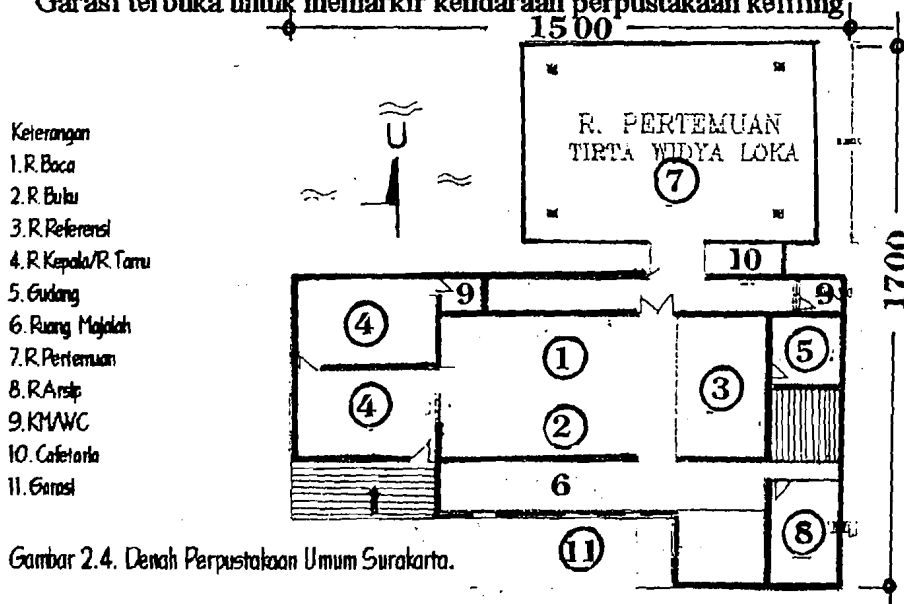 Garasi terbuka untuk memarkir kendaraan perpustakaan keliling
1500
Keterangan
1. R. Baca
2. R. Buku
3. R. Referensi
4. R. Kepala/R. Tamu
5. Gudang
6. Ruang Majalah
7. R. Pertemuan
8. R. Arsip
9. KM/WC
10. Cafetaria
11. Garasi
U
R. PERTEMUAN
TIRTA WIDYA LOKA
7
10
1700
9
9
4
1
5
3
4
2
6
8
11
Gambar 2.4. Denah Perpustakaan Umum Surakarta.